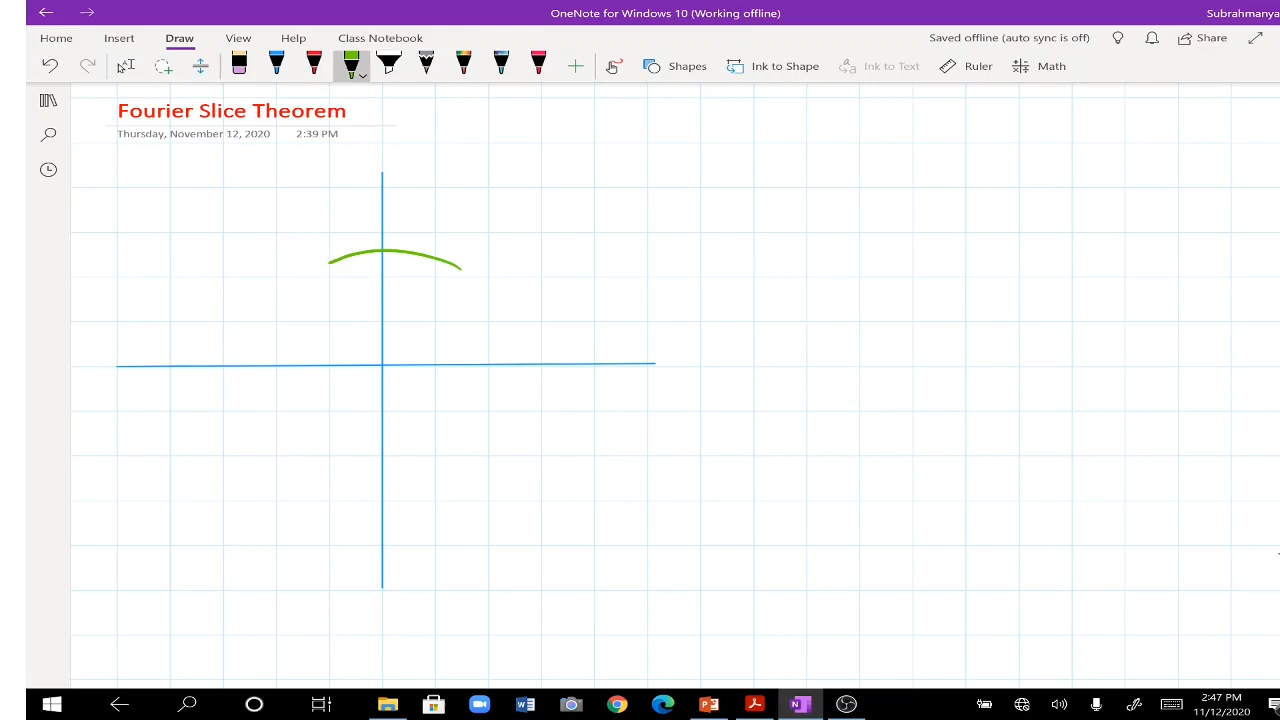 OneNote for Windows 10 (Working offline)
Subrahmanya
Home Insert Draw View Help Class Notebook
Saved offline (auto sync is off)
Share
Shapes
Ink to Shape
Ink to Text
Ruler
Math
Fourier Slice Theorem
Thursday, November 12, 2020 2:39 PM
2:47 PM
11/12/2020